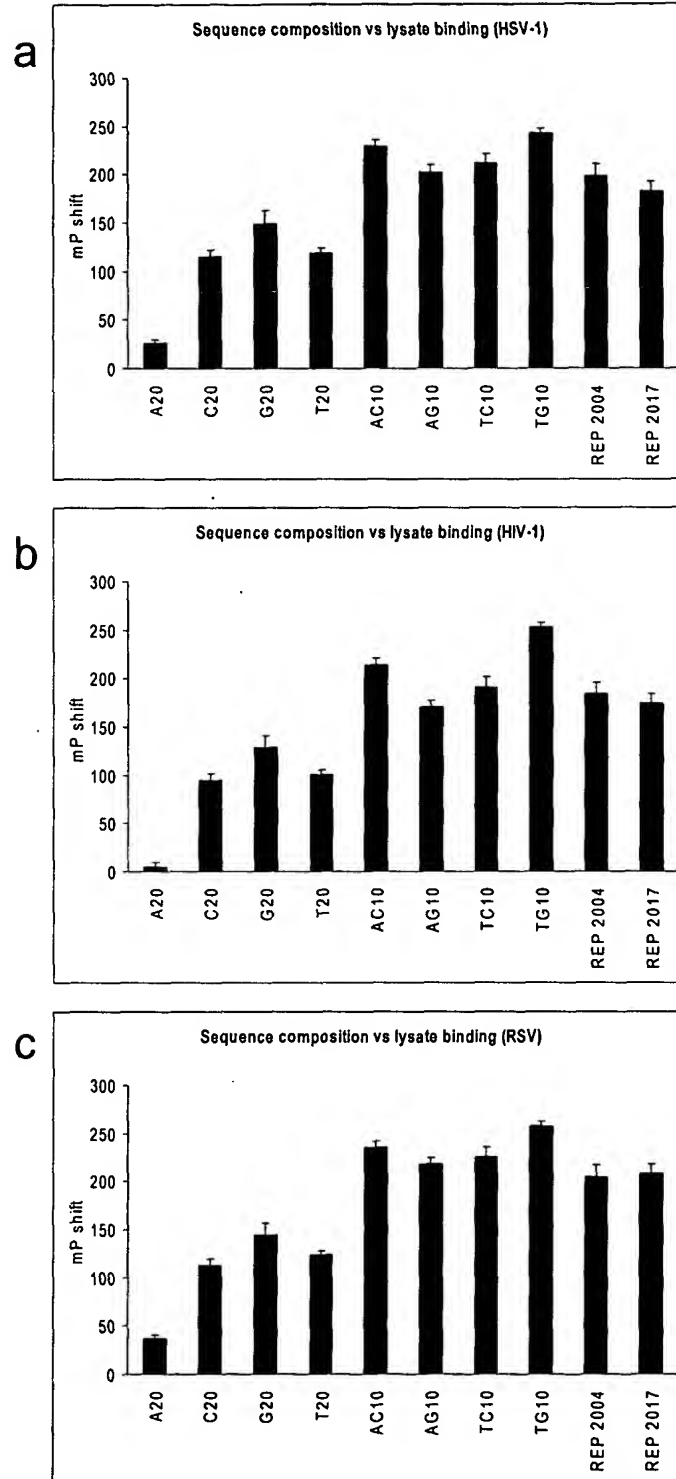 a
Sequence composition vs lysate binding (HSV-1)
300
250
200
150
100
50
0
mP shift
A20
C20
G20
T20
AC10
AG10
TC10
TG10
REP 2004
REP 2017
b
Sequence composition vs lysate binding (HIV-1)
300
250
200
150
100
50
0
mP shift
A20
C20
G20
T20
AC10
AG10
TC10
TG10
REP 2004
REP 2017
c
Sequence composition vs lysate binding (RSV)
300
250
200
150
100
50
0
mP shift
A20
C20
G20
T20
AC10
AG10
TC10
TG10
REP 2004
REP 2017